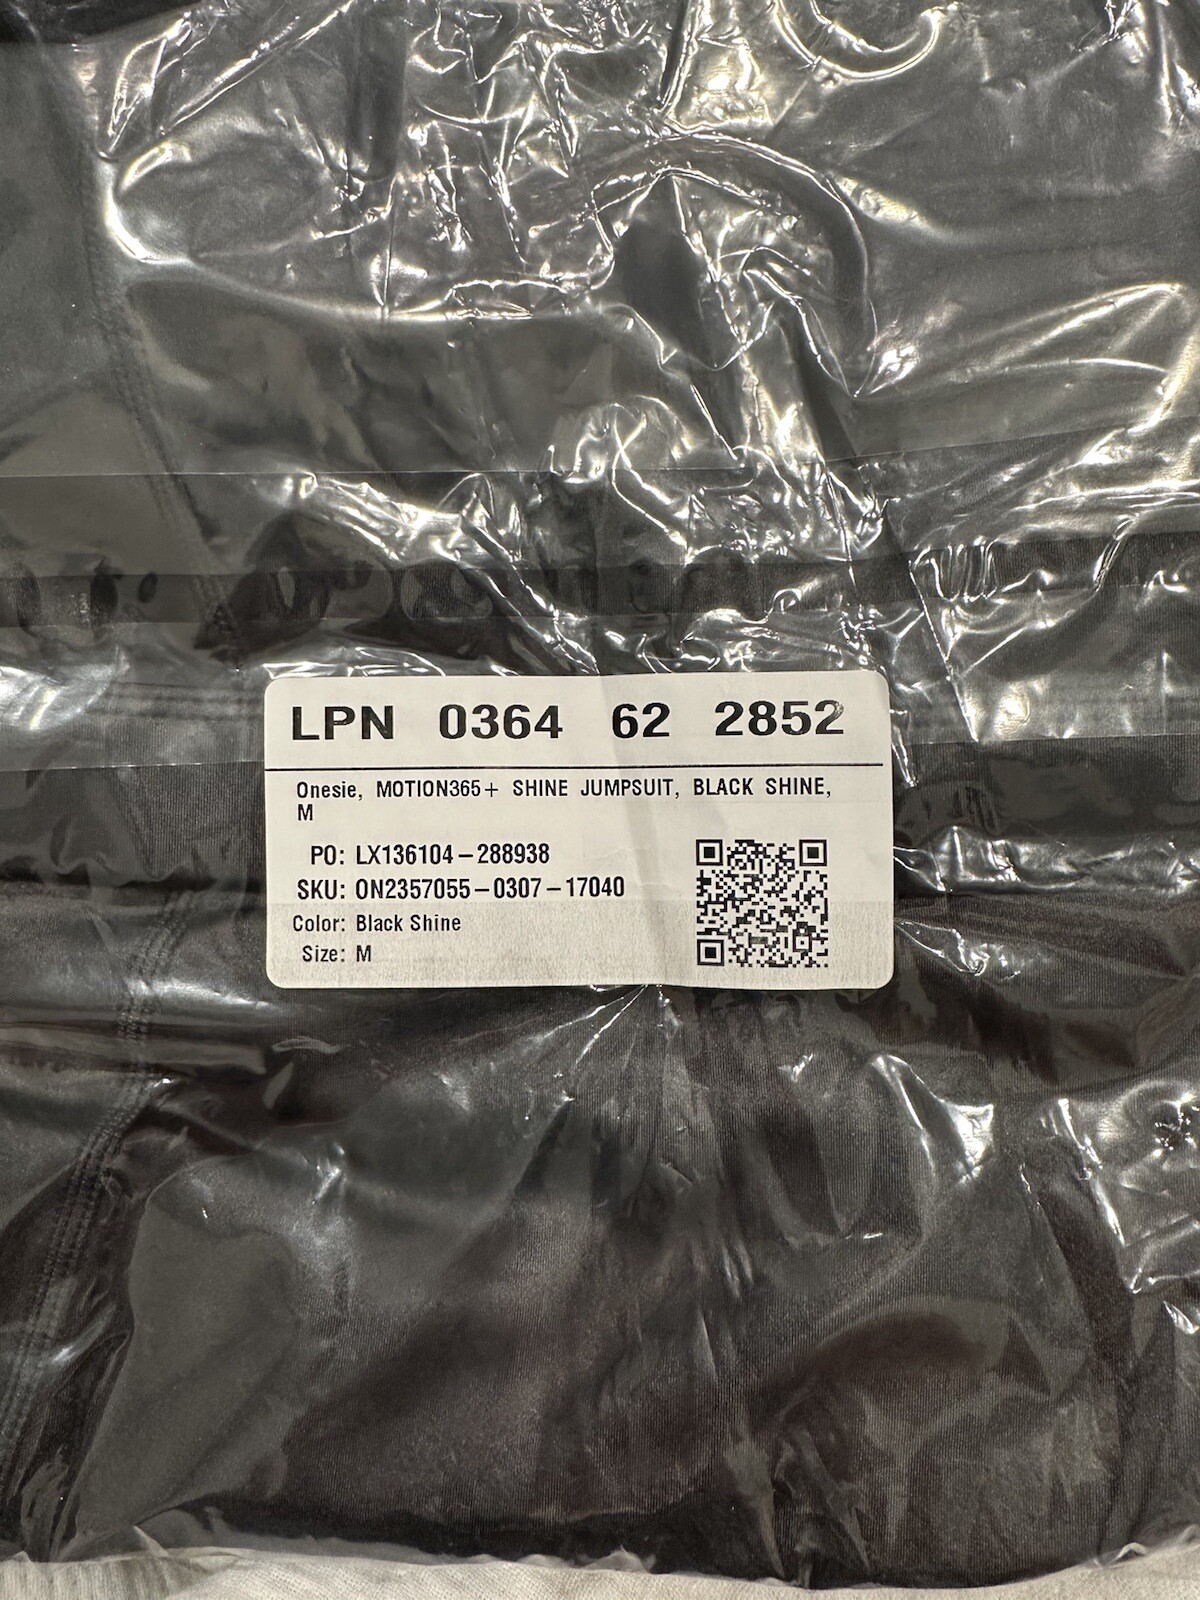 LPN 0364 62 2852
Onesie, MOTION365+ SHINE JUMPSUIT, BLACK SHINE,
M
PO: LX136104-288938
SKU: ON2357055-0307-17040
Color: Black Shine
Size: M